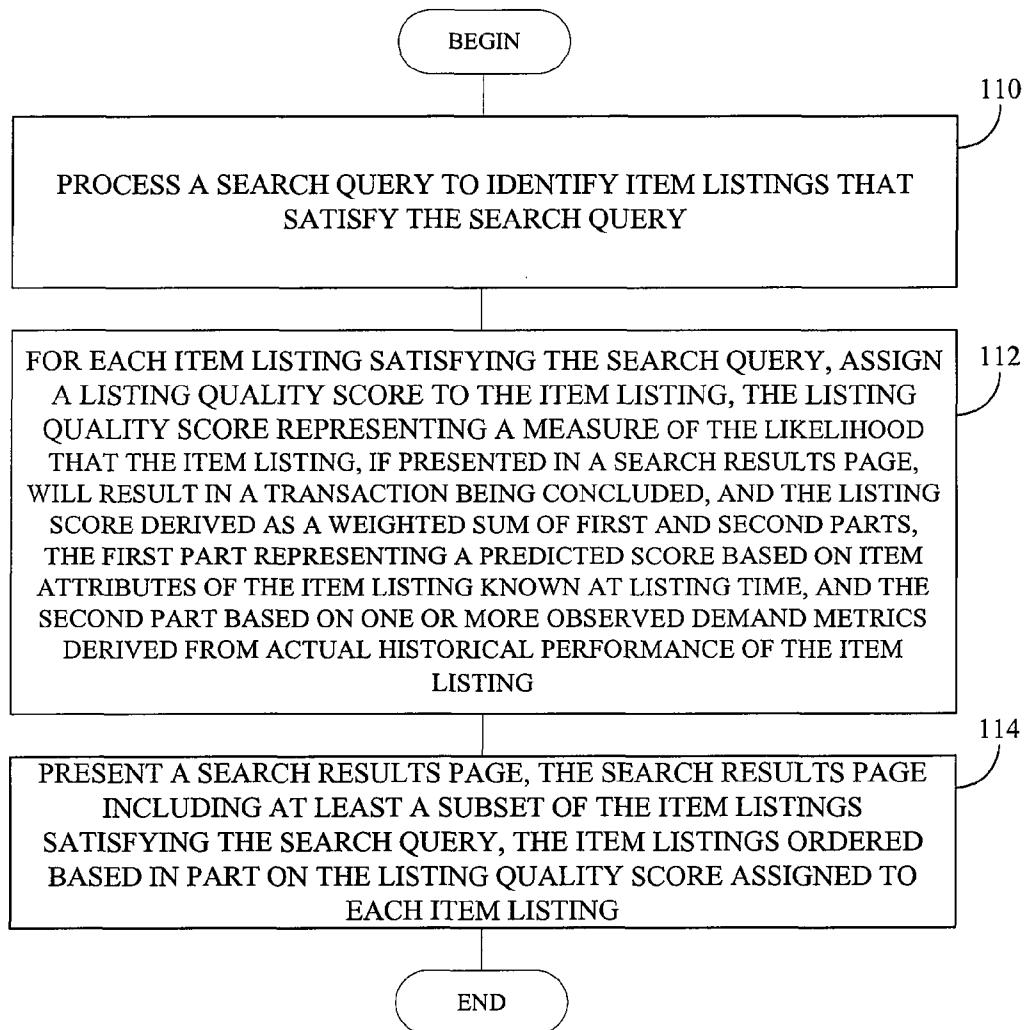 BEGIN
110
PROCESS A SEARCH QUERY TO IDENTIFY ITEM LISTINGS THAT
SATISFY THE SEARCH QUERY
112
FOR EACH ITEM LISTING SATISFYING THE SEARCH QUERY, ASSIGN
A LISTING QUALITY SCORE TO THE ITEM LISTING, THE LISTING
QUALITY SCORE REPRESENTING A MEASURE OF THE LIKELIHOOD
THAT THE ITEM LISTING, IF PRESENTED IN A SEARCH RESULTS PAGE,
WILL RESULT IN A TRANSACTION BEING CONCLUDED, AND THE LISTING
SCORE DERIVED AS A WEIGHTED SUM OF FIRST AND SECOND PARTS,
THE FIRST PART REPRESENTING A PREDICTED SCORE BASED ON ITEM
ATTRIBUTES OF THE ITEM LISTING KNOWN AT LISTING TIME, AND THE
SECOND PART BASED ON ONE OR MORE OBSERVED DEMAND METRICS
DERIVED FROM ACTUAL HISTORICAL PERFORMANCE OF THE ITEM
LISTING
114
PRESENT A SEARCH RESULTS PAGE, THE SEARCH RESULTS PAGE
INCLUDING AT LEAST A SUBSET OF THE ITEM LISTINGS
SATISFYING THE SEARCH QUERY, THE ITEM LISTINGS ORDERED
BASED IN PART ON THE LISTING QUALITY SCORE ASSIGNED TO
EACH ITEM LISTING
END